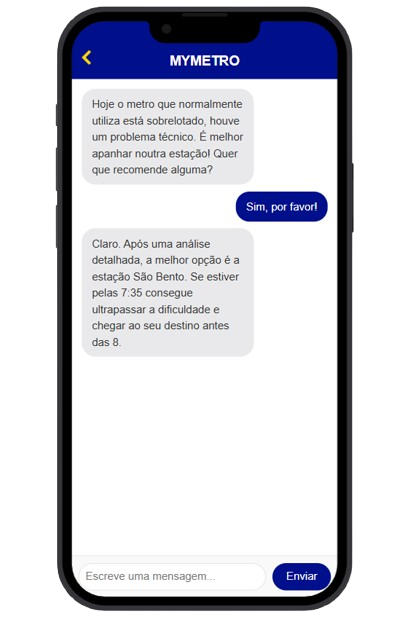 MYMETRO
Hoje o metro que normalmente
utiliza está sobrelotado, houve
um problema técnico. É melhor
apanhar noutra estação! Quer
que recomende alguma?
Sim, por favor!
Claro. Após uma análise
detalhada, a melhor opção é a
estação São Bento. Se estiver
pelas 7:35 consegue
ultrapassar a dificuldade e
chegar ao seu destino antes
das 8.
Escreve uma mensagem...
Enviar